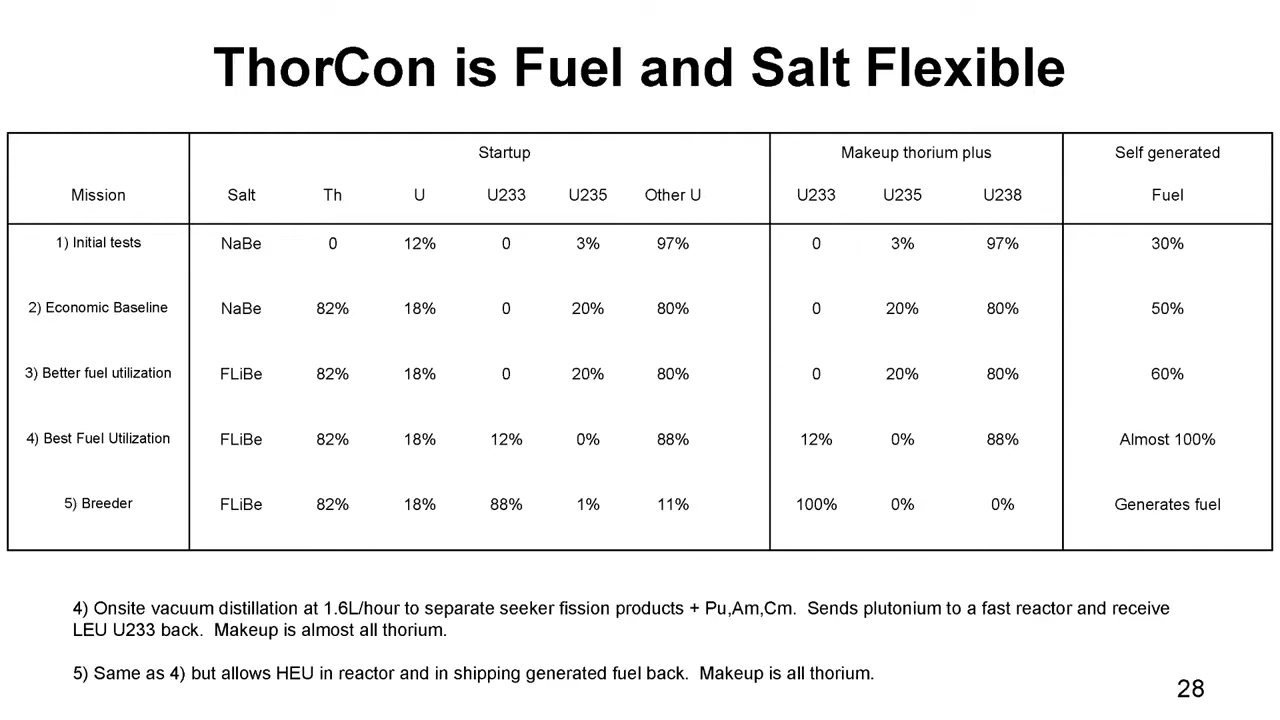 ThorCon is Fuel and Salt Flexible
Startup Makeup thorium plus Self generated
Mission Salt Th U U233 U235 Other U U233 U235 U238 Fuel
1) Initial tests NaBe 0 12% 0 3% 97% 0 3% 97% 30%
2) Economic Baseline NaBe 82% 18% 0 20% 80% 0 20% 80% 50%
3) Better fuel utilization FLiBe 82% 18% 0 20% 80% 0 20% 80% 60%
4) Best Fuel Utilization FLiBe 82% 18% 12% 0% 88% 12% 0% 88% Almost 100%
5) Breeder FLiBe 82% 18% 88% 1% 11% 100% 0% 0% Generates fuel
4) Onsite vacuum distillation at 1.6L/hour to separate seeker fission products + Pu,Am,Cm. Sends plutonium to a fast reactor and receive
LEU U233 back. Makeup is almost all thorium.
5) Same as 4) but allows HEU in reactor and in shipping generated fuel back. Makeup is all thorium.
28